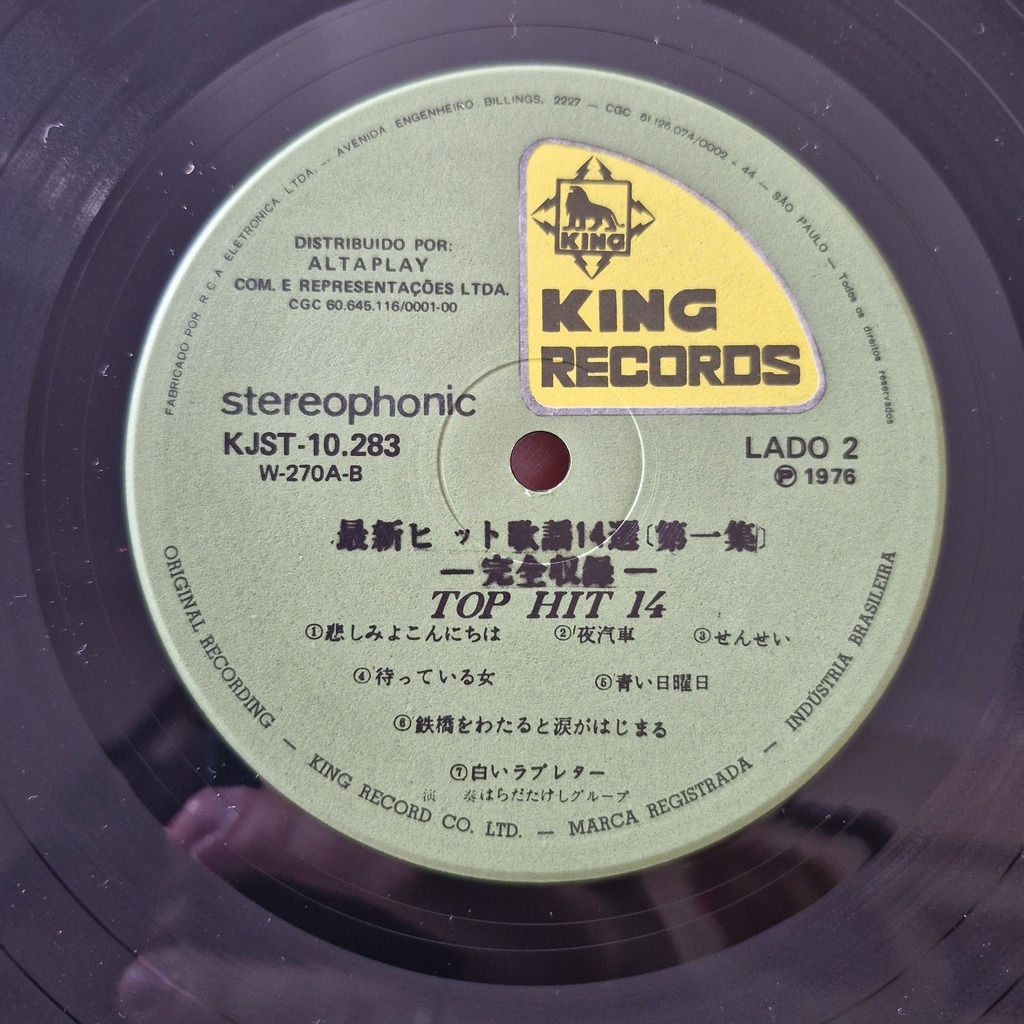 FABRICADO POR R.C.A ELETRONICA LTDA. -- AVENIDA ENGENHEIRO BILLINGS, 2227 — CGC 61.126.074/0002 - 44 — SÃO PAULO — Todos os direitos reservados
KING
KING
RECORDS
DISTRIBUIDO POR:
ALTAPLAY
COM. E REPRESENTAÇÕES LTDA.
CGC 60.645.116/0001-00
stereophonic
KJST-10.283
W-270A-B
LADO 2
Ⓟ 1976
最新ヒット歌謡14選〔第一集〕
—完全収録—
TOP HIT 14
①悲しみよこんにちは ②夜汽車 ③せんせい
④待っている女 ⑤青い日曜日
⑥鉄橋をわたると涙がはじまる
⑦白いラブレター
演 奏はらだたけしグループ
ORIGINAL RECORDING — KING RECORD CO. LTD. — MARCA REGISTRADA — INDÚSTRIA BRASILEIRA